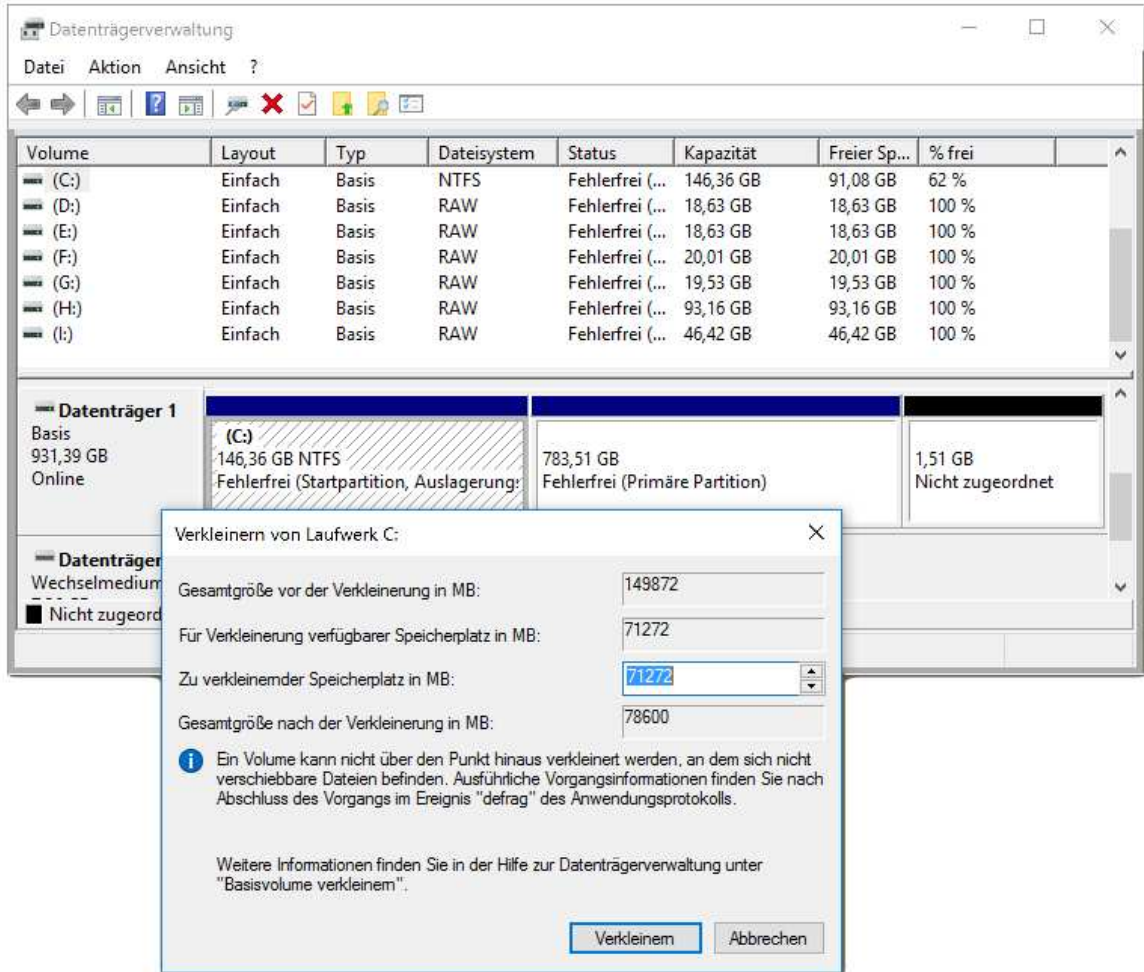 Datenträgerverwaltung
Datei Aktion Ansicht ?
Volume Layout Typ Dateisystem Status Kapazität Freier Sp... % frei
(C:) Einfach Basis NTFS Fehlerfrei (... 146,36 GB 91,08 GB 62 %
(D:) Einfach Basis RAW Fehlerfrei (... 18,63 GB 18,63 GB 100 %
(E:) Einfach Basis RAW Fehlerfrei (... 18,63 GB 18,63 GB 100 %
(F:) Einfach Basis RAW Fehlerfrei (... 20,01 GB 20,01 GB 100 %
(G:) Einfach Basis RAW Fehlerfrei (... 19,53 GB 19,53 GB 100 %
(H:) Einfach Basis RAW Fehlerfrei (... 93,16 GB 93,16 GB 100 %
(I:) Einfach Basis RAW Fehlerfrei (... 46,42 GB 46,42 GB 100 %
Datenträger 1
Basis
931,39 GB
Online
(C:)
146,36 GB NTFS
Fehlerfrei (Startpartition, Auslagerung:
783,51 GB
Fehlerfrei (Primäre Partition)
1,51 GB
Nicht zugeordnet
Datenträger
Wechselmedium
Nicht zugeord
Verkleinern von Laufwerk C:
Gesamtgröße vor der Verkleinerung in MB: 149872
Für Verkleinerung verfügbarer Speicherplatz in MB: 71272
Zu verkleinernder Speicherplatz in MB: 71272
Gesamtgröße nach der Verkleinerung in MB: 78600
Ein Volume kann nicht über den Punkt hinaus verkleinert werden, an dem sich nicht
verschiebbare Dateien befinden. Ausführliche Vorgangsinformationen finden Sie nach
Abschluss des Vorgangs im Ereignis "defrag" des Anwendungsprotokolls.
Weitere Informationen finden Sie in der Hilfe zur Datenträgerverwaltung unter
"Basisvolume verkleinern".
Verkleinern Abbrechen